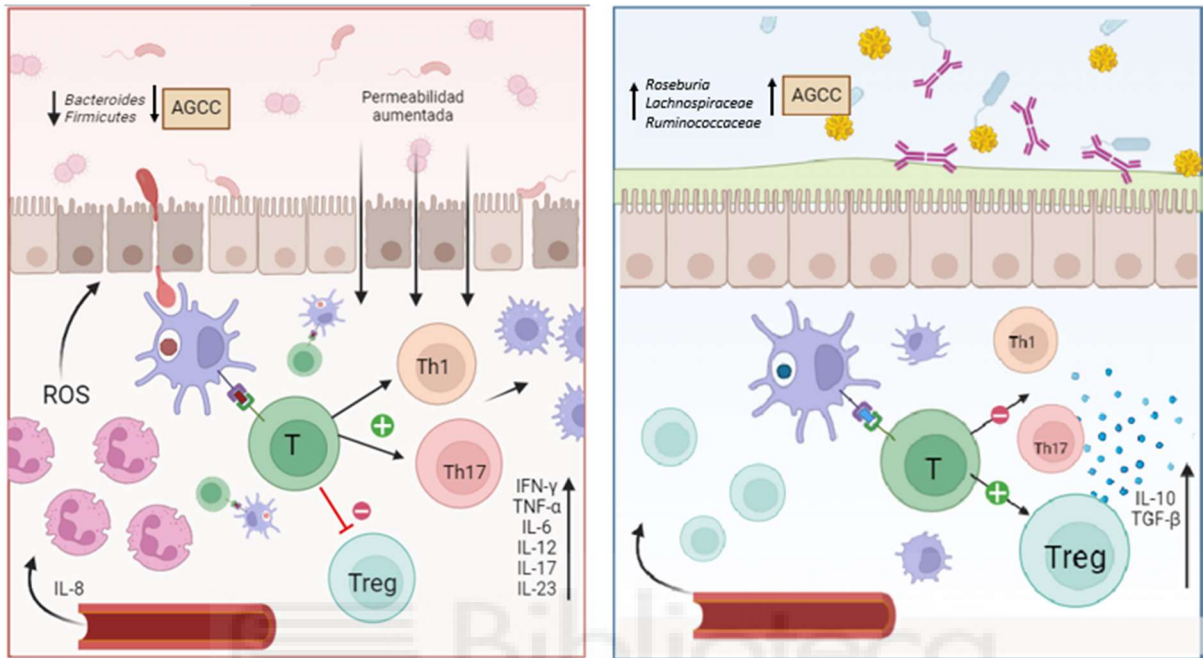 Bacteroides
Firmicutes
AGCC
Permeabilidad
aumentada
ROS
Th1
T
Th17
Treg
IL-8
IFN-γ
TNF-α
IL-6
IL-12
IL-17
IL-23
Roseburia
Lachnospiraceae
Ruminococcaceae
AGCC
Th1
T
Th17
Treg
IL-10
TGF-β
Biblioteca